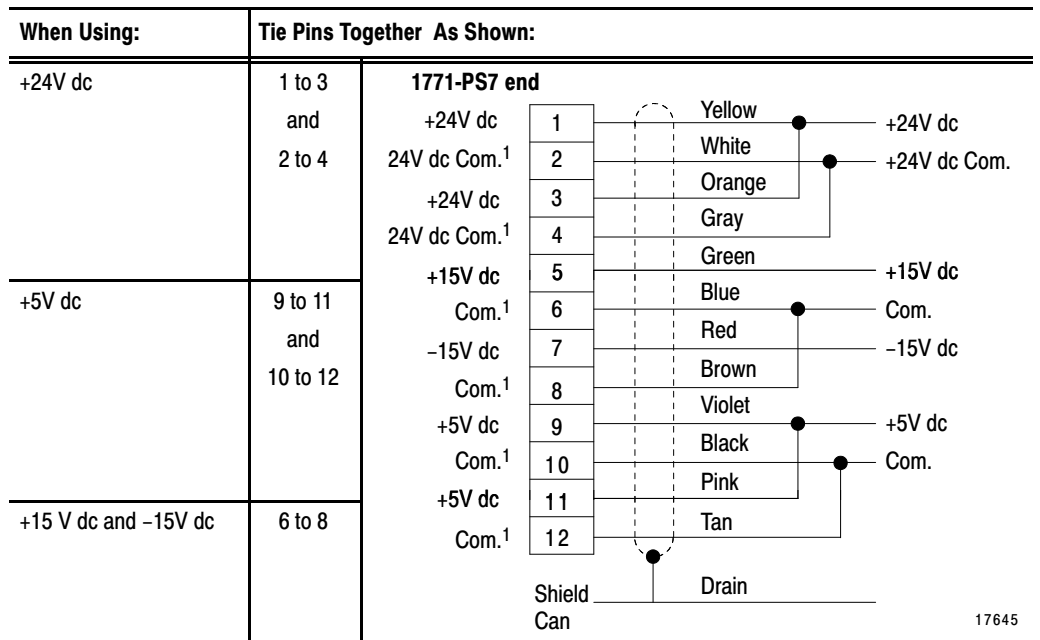 When Using: Tie Pins Together As Shown:
+24V dc
1 to 3
and
2 to 4
+5V dc
9 to 11
and
10 to 12
+15 V dc and –15V dc
6 to 8
1771-PS7 end
+24V dc 1 Yellow +24V dc
24V dc Com.1 2 White +24V dc Com.
+24V dc 3 Orange
24V dc Com.1 4 Gray
+15V dc 5 Green +15V dc
Com.1 6 Blue Com.
–15V dc 7 Red –15V dc
Com.1 8 Brown
+5V dc 9 Violet +5V dc
Com.1 10 Black Com.
+5V dc 11 Pink
Com.1 12 Tan
Shield Drain
Can
17645